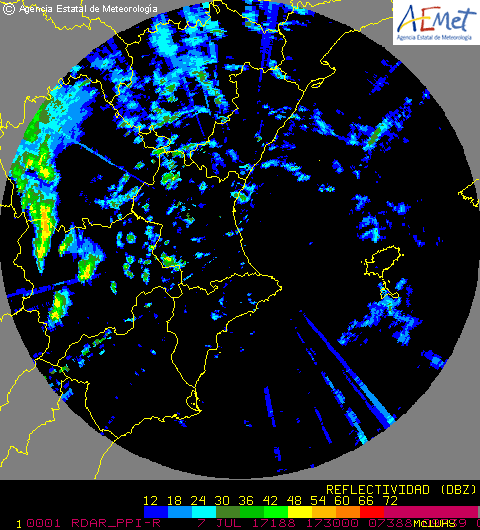 © Agencia Estatal de Meteorología
AEMet
Agencia Estatal de Meteorología
REFLECTIVIDAD (DBZ)
12 18 24 30 36 42 48 54 60 66 72
1 0001 RDAR_PPI-R 7 JUL 17188 173000 07388